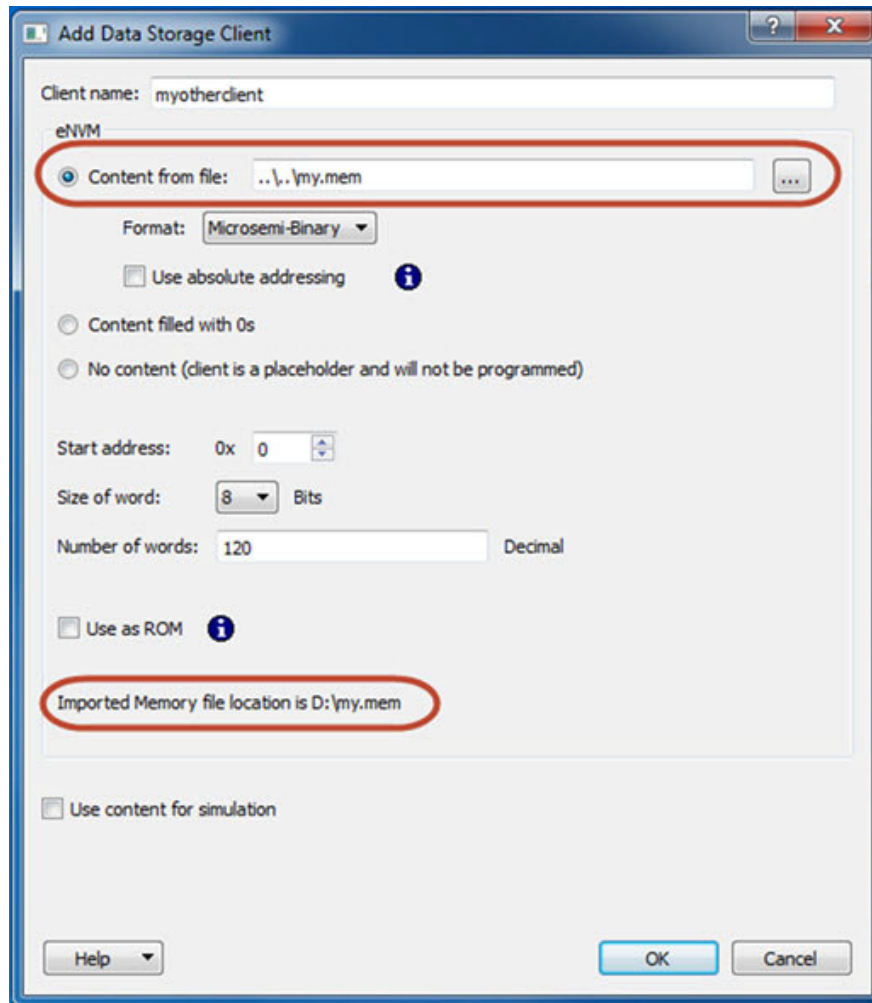 Add Data Storage Client
Client name: myotherclient
eNVM
Content from file: ..\..\my.mem ...
Format: Microsemi-Binary
Use absolute addressing
Content filled with 0s
No content (client is a placeholder and will not be programmed)
Start address: 0x 0
Size of word: 8 Bits
Number of words: 120 Decimal
Use as ROM
Imported Memory file location is D:\my.mem
Use content for simulation
Help OK Cancel